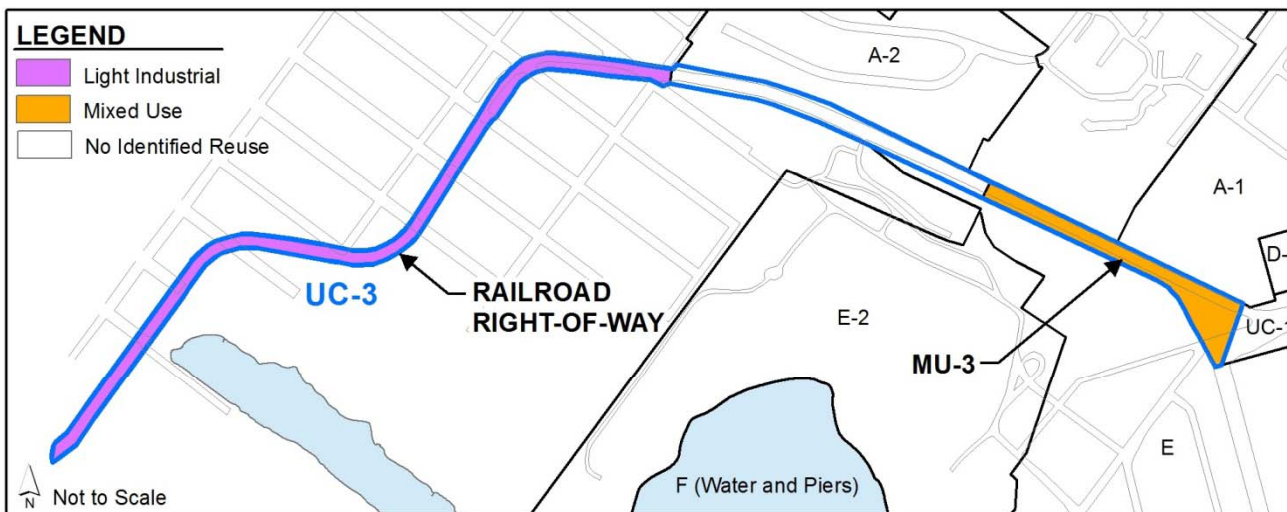 LEGEND
Light Industrial
Mixed Use
No Identified Reuse
A-2
A-1
D-
UC-1
UC-3
RAILROAD
RIGHT-OF-WAY
E-2
MU-3
E
F (Water and Piers)
N
Not to Scale